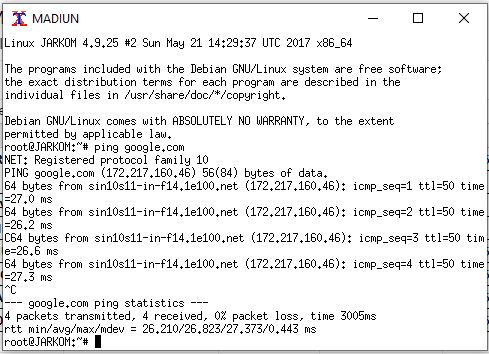 MADIUN
Linux JARKOM 4.9.25 #2 Sun May 21 14:29:37 UTC 2017 x86_64
The programs included with the Debian GNU/Linux system are free software;
the exact distribution terms for each program are described in the
individual files in /usr/share/doc/*/copyright.
Debian GNU/Linux comes with ABSOLUTELY NO WARRANTY, to the extent
permitted by applicable law.
root@JARKOM:~# ping google.com
NET: Registered protocol family 10
PING google.com (172.217.160.46) 56(84) bytes of data.
64 bytes from sin10s11-in-f14.1e100.net (172.217.160.46): icmp_seq=1 ttl=50 time
=27.0 ms
64 bytes from sin10s11-in-f14.1e100.net (172.217.160.46): icmp_seq=2 ttl=50 time
=26.2 ms
C64 bytes from sin10s11-in-f14.1e100.net (172.217.160.46): icmp_seq=3 ttl=50 tim
e=26.6 ms
64 bytes from sin10s11-in-f14.1e100.net (172.217.160.46): icmp_seq=4 ttl=50 time
=27.3 ms
^C
--- google.com ping statistics ---
4 packets transmitted, 4 received, 0% packet loss, time 3005ms
rtt min/avg/max/mdev = 26.210/26.823/27.373/0.443 ms
root@JARKOM:~#